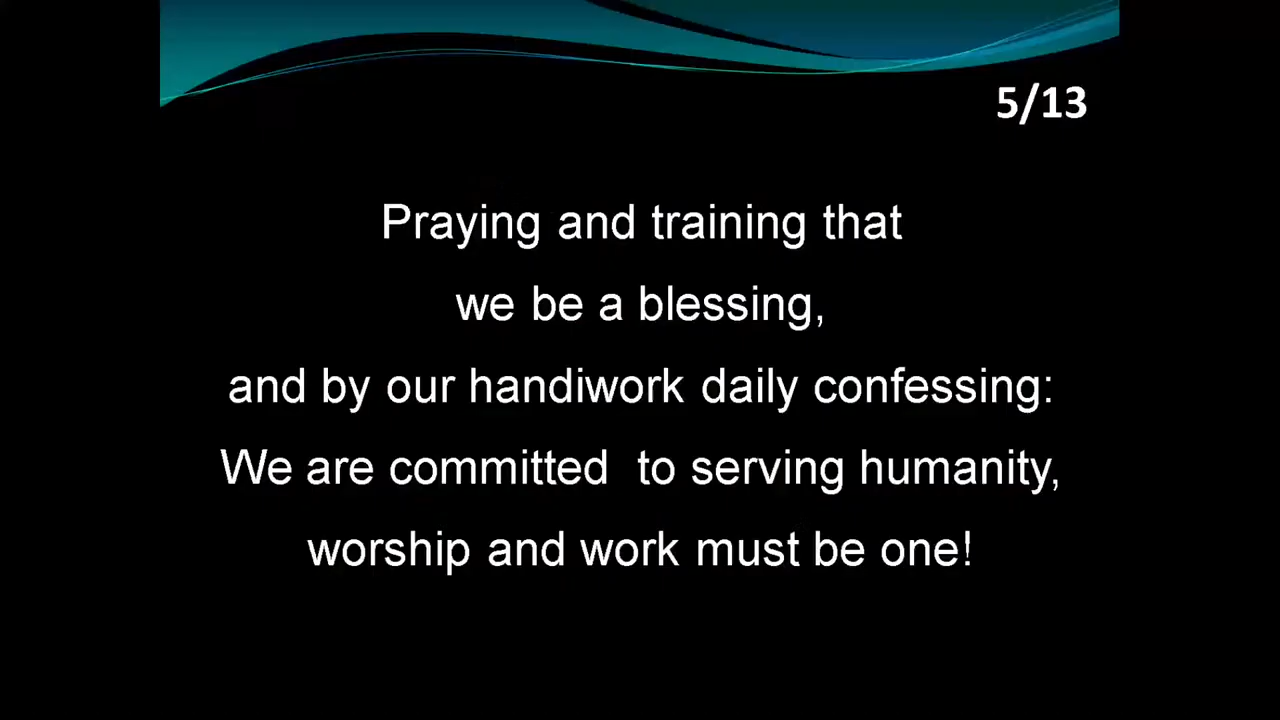 5/13
Praying and training that
we be a blessing,
and by our handiwork daily confessing:
We are committed  to serving humanity,
worship and work must be one!